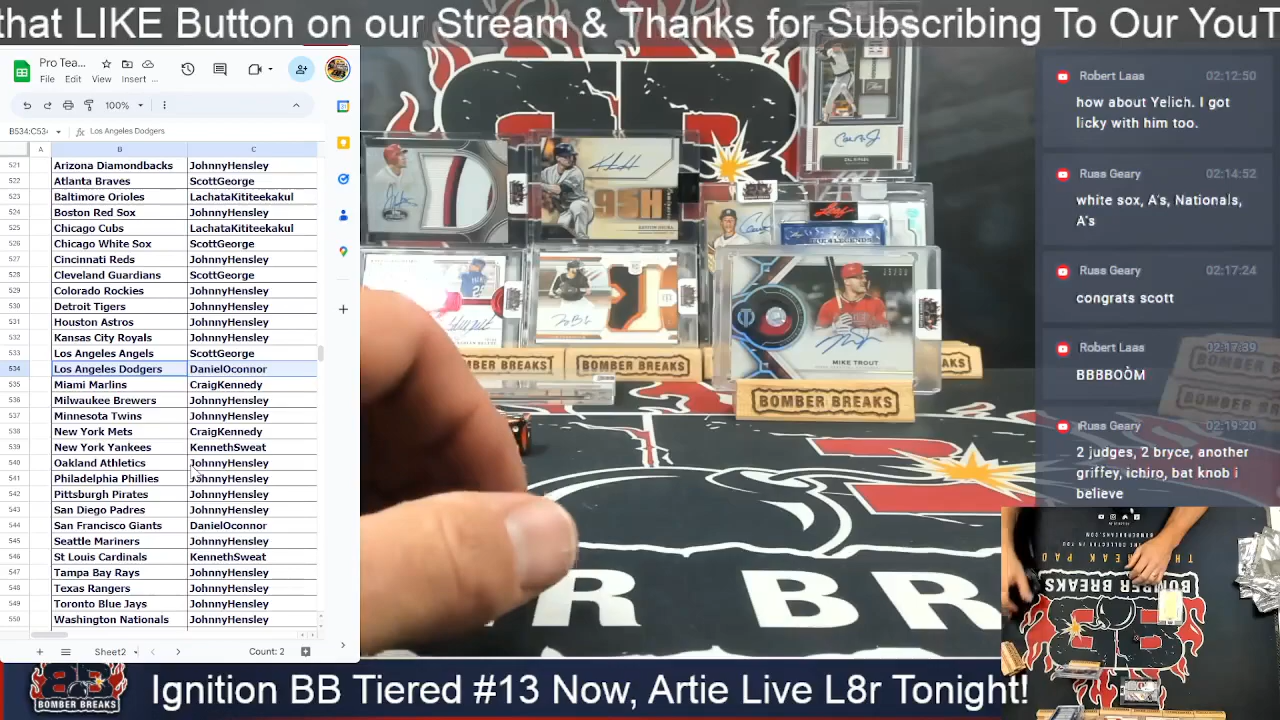 that LIKE Button on our Stream & Thanks for Subscribing To Our YouT
Pro Tea...
File Edit View Insert ...
100%
B534:C53
fx Los Angeles Dodgers
A B C
521 Arizona Diamondbacks JohnnyHensley
522 Atlanta Braves ScottGeorge
523 Baltimore Orioles LachataKititeekakul
524 Boston Red Sox JohnnyHensley
525 Chicago Cubs LachataKititeekakul
526 Chicago White Sox ScottGeorge
527 Cincinnati Reds JohnnyHensley
528 Cleveland Guardians ScottGeorge
529 Colorado Rockies JohnnyHensley
530 Detroit Tigers JohnnyHensley
531 Houston Astros JohnnyHensley
532 Kansas City Royals JohnnyHensley
533 Los Angeles Angels ScottGeorge
534 Los Angeles Dodgers DanielOconnor
535 Miami Marlins CraigKennedy
536 Milwaukee Brewers JohnnyHensley
537 Minnesota Twins JohnnyHensley
538 New York Mets CraigKennedy
539 New York Yankees KennethSweat
540 Oakland Athletics JohnnyHensley
541 Philadelphia Phillies JohnnyHensley
542 Pittsburgh Pirates JohnnyHensley
543 San Diego Padres JohnnyHensley
544 San Francisco Giants DanielOconnor
545 Seattle Mariners JohnnyHensley
546 St Louis Cardinals KennethSweat
547 Tampa Bay Rays JohnnyHensley
548 Texas Rangers JohnnyHensley
549 Toronto Blue Jays JohnnyHensley
550 Washington Nationals JohnnyHensley
Sheet2
Count: 2
95H
Leaf
MIKE TROUT
BOMBER BREAKS
BOMBER BREAKS
BOMBER BREAKS
R BR
Robert Laas 02:12:50
how about Yelich. I got
licky with him too.
Russ Geary 02:14:52
white sox, A's, Nationals,
A's
Russ Geary 02:17:24
congrats scott
Robert Laas 02:17:39
BBBBOÒM
Russ Geary 02:19:20
2 judges, 2 bryce, another
griffey, ichiro, bat knob i
believe
BOMBER BREAKS
BOMBER BREAKS
Ignition BB Tiered #13 Now, Artie Live L8r Tonight!